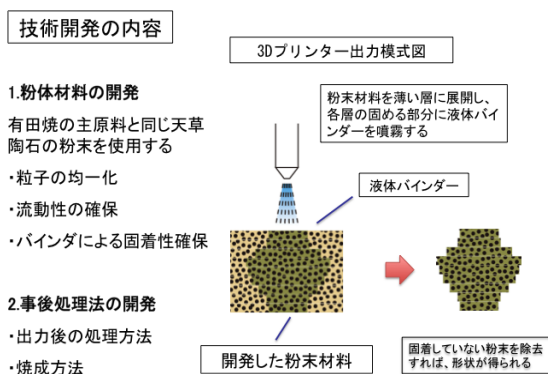 技術開発の内容
3Dプリンター出力模式図
1.粉体材料の開発
有田焼の主原料と同じ天草
陶石の粉末を使用する
・粒子の均一化
・流動性の確保
・バインダによる固着性確保
2.事後処理法の開発
・出力後の処理方法
・焼成方法
粉末材料を薄い層に展開し、
各層の固める部分に液体バイ
ンダーを噴霧する
液体バインダー
開発した粉末材料
固着していない粉末を除去
すれば、形状が得られる